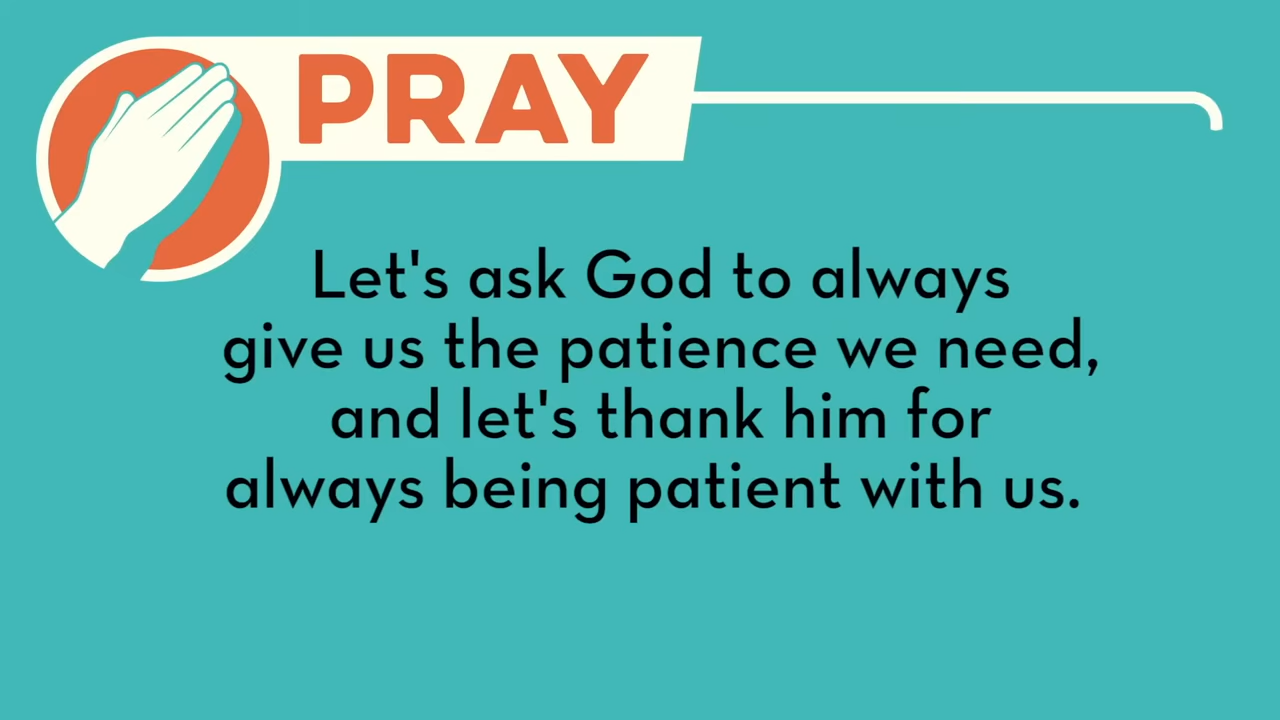 PRAY
Let's ask God to always
give us the patience we need,
and let's thank him for
always being patient with us.